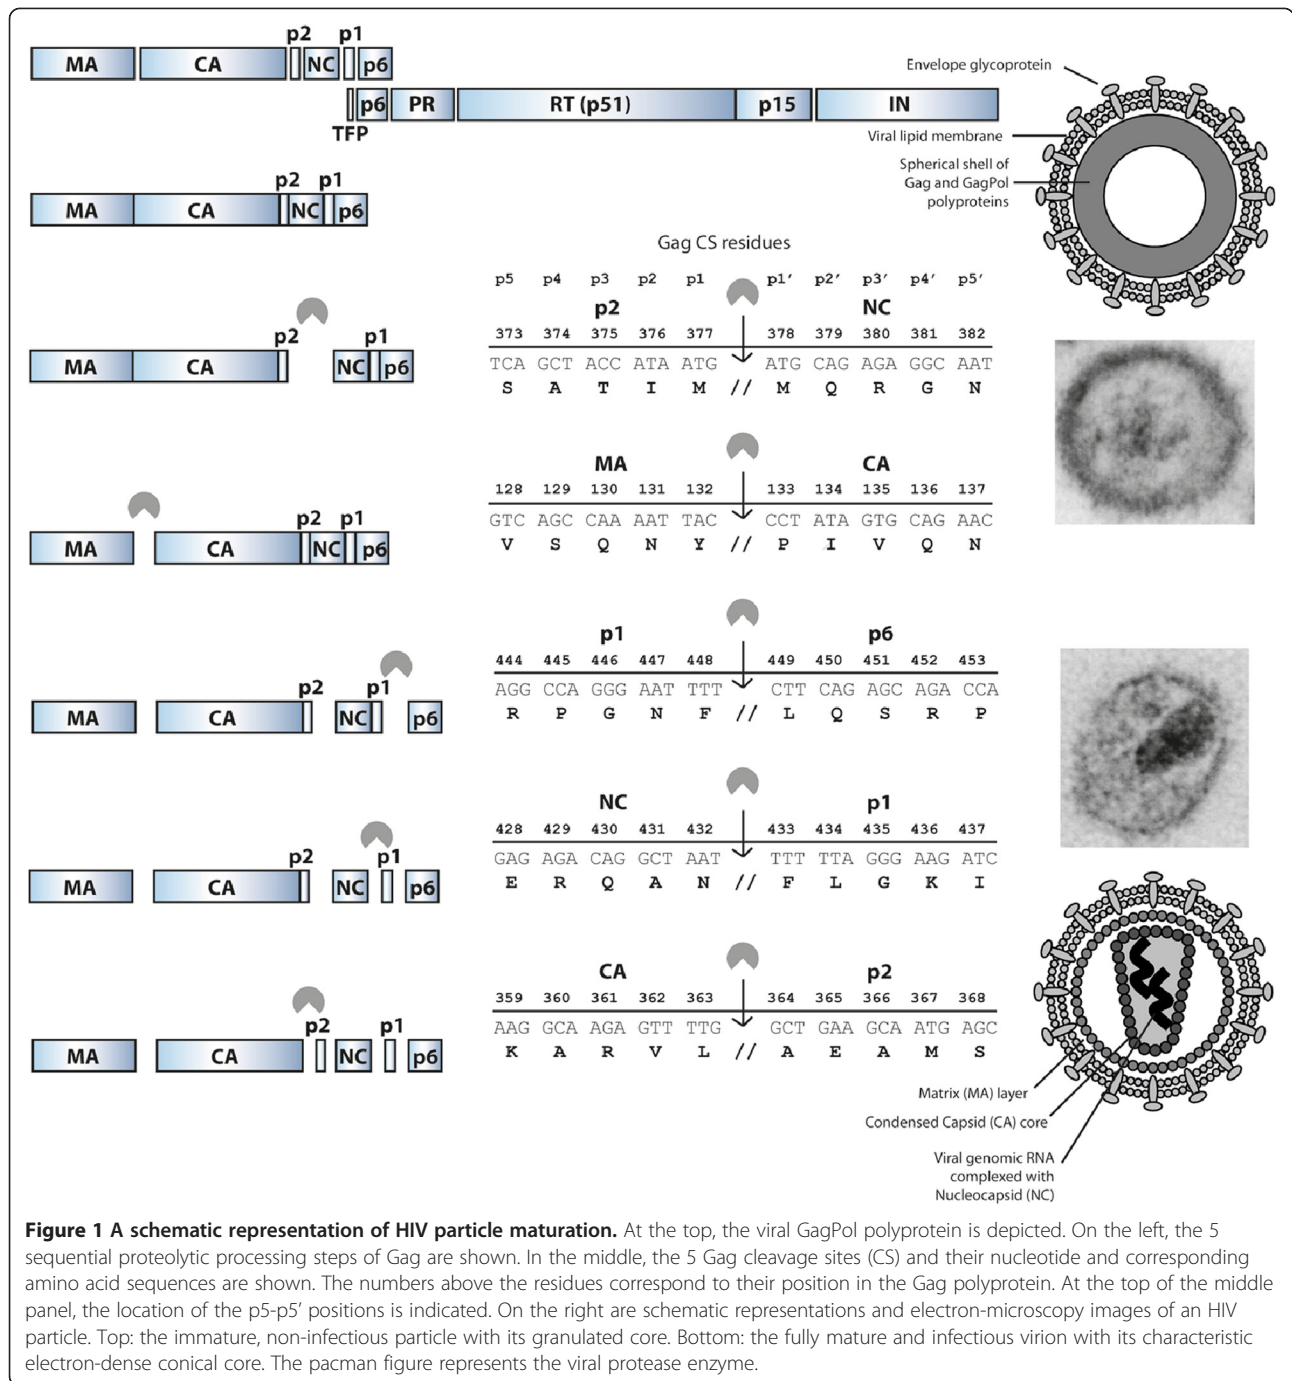 p2 p1
MA CA NC p6
p6 PR RT (p51) p15 IN
TFP
p2 p1
MA CA NC p6
p2 p1
MA CA NC p6
p2 p1
MA CA NC p6
p2 p1
MA CA NC p6
p2 p1
MA CA NC p6
p2 p1
MA CA NC p6
Gag CS residues
p5 p4 p3 p2 p1 p1′ p2′ p3′ p4′ p5′
p2 NC
373 374 375 376 377 378 379 380 381 382
TCA GCT ACC ATA ATG ATG CAG AGA GGC AAT
S A T I M // M Q R G N
MA CA
128 129 130 131 132 133 134 135 136 137
GTC AGC CAA AAT TAC CCT ATA GTG CAG AAC
V S Q N Y // P I V Q N
p1 p6
444 445 446 447 448 449 450 451 452 453
AGG CCA GGG AAT TTT CTT CAG AGC AGA CCA
R P G N F // L Q S R P
NC p1
428 429 430 431 432 433 434 435 436 437
GAG AGA CAG GCT AAT TTT TTA GGG AAG ATC
E R Q A N // F L G K I
CA p2
359 360 361 362 363 364 365 366 367 368
AAG GCA AGA GTT TTG GCT GAA GCA ATG AGC
K A R V L // A E A M S
Envelope glycoprotein
Viral lipid membrane
Spherical shell of
Gag and GagPol
polyproteins
Matrix (MA) layer
Condensed Capsid (CA) core
Viral genomic RNA
complexed with
Nucleocapsid (NC)
Figure 1 A schematic representation of HIV particle maturation. At the top, the viral GagPol polyprotein is depicted. On the left, the 5
sequential proteolytic processing steps of Gag are shown. In the middle, the 5 Gag cleavage sites (CS) and their nucleotide and corresponding
amino acid sequences are shown. The numbers above the residues correspond to their position in the Gag polyprotein. At the top of the middle
panel, the location of the p5-p5′ positions is indicated. On the right are schematic representations and electron-microscopy images of an HIV
particle. Top: the immature, non-infectious particle with its granulated core. Bottom: the fully mature and infectious virion with its characteristic
electron-dense conical core. The pacman figure represents the viral protease enzyme.